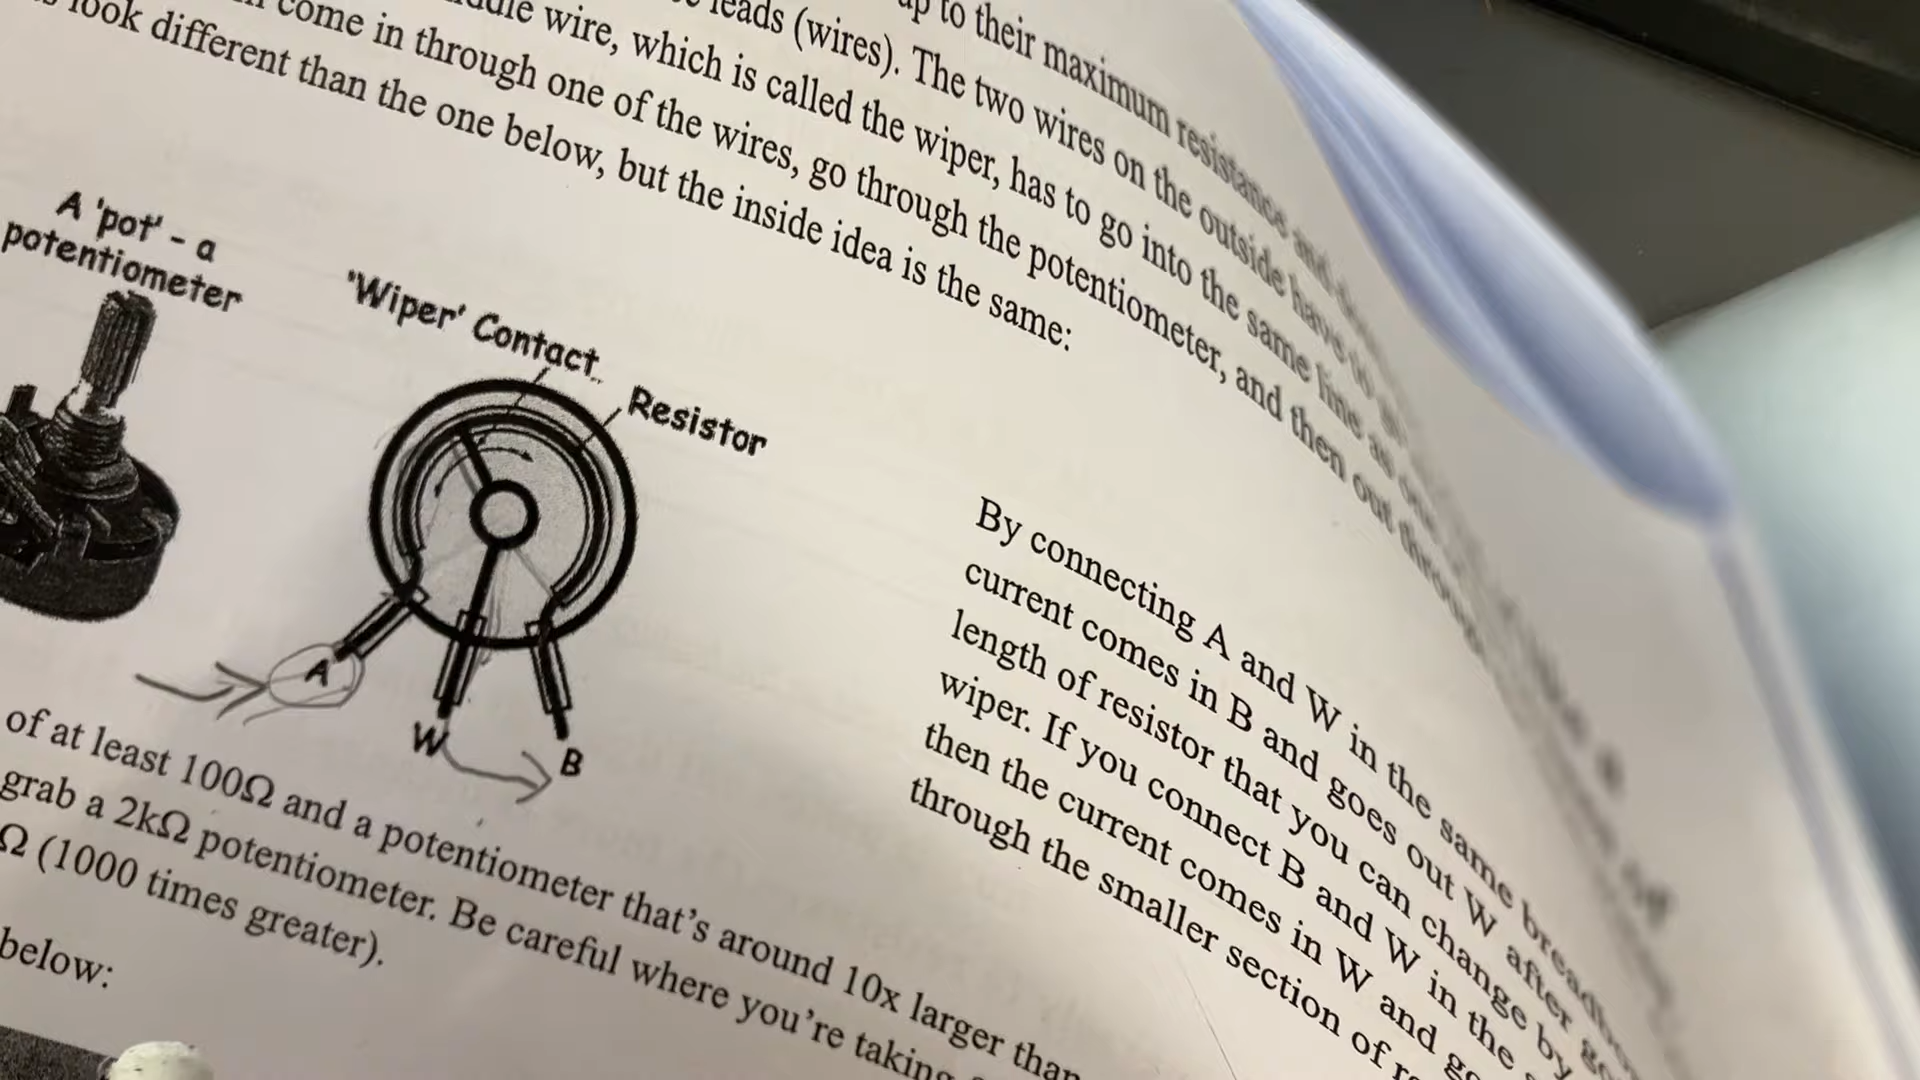 up to their maximum resistance and
leads (wires). The two wires on the outside have to
wire, which is called the wiper, has to go into the same line as one
come in through one of the wires, go through the potentiometer, and then out through
look different than the one below, but the inside idea is the same:
A 'pot' - a
potentiometer
'Wiper' Contact
Resistor
A
W
B
By connecting A and W in the same
current comes in B and goes out W after
length of resistor that you can change by
wiper. If you connect B and W in the
then the current comes in W and
through the smaller section of
of at least 100Ω and a potentiometer that's around 10x larger than
grab a 2kΩ potentiometer. Be careful where you're taking
Ω (1000 times greater).
below: